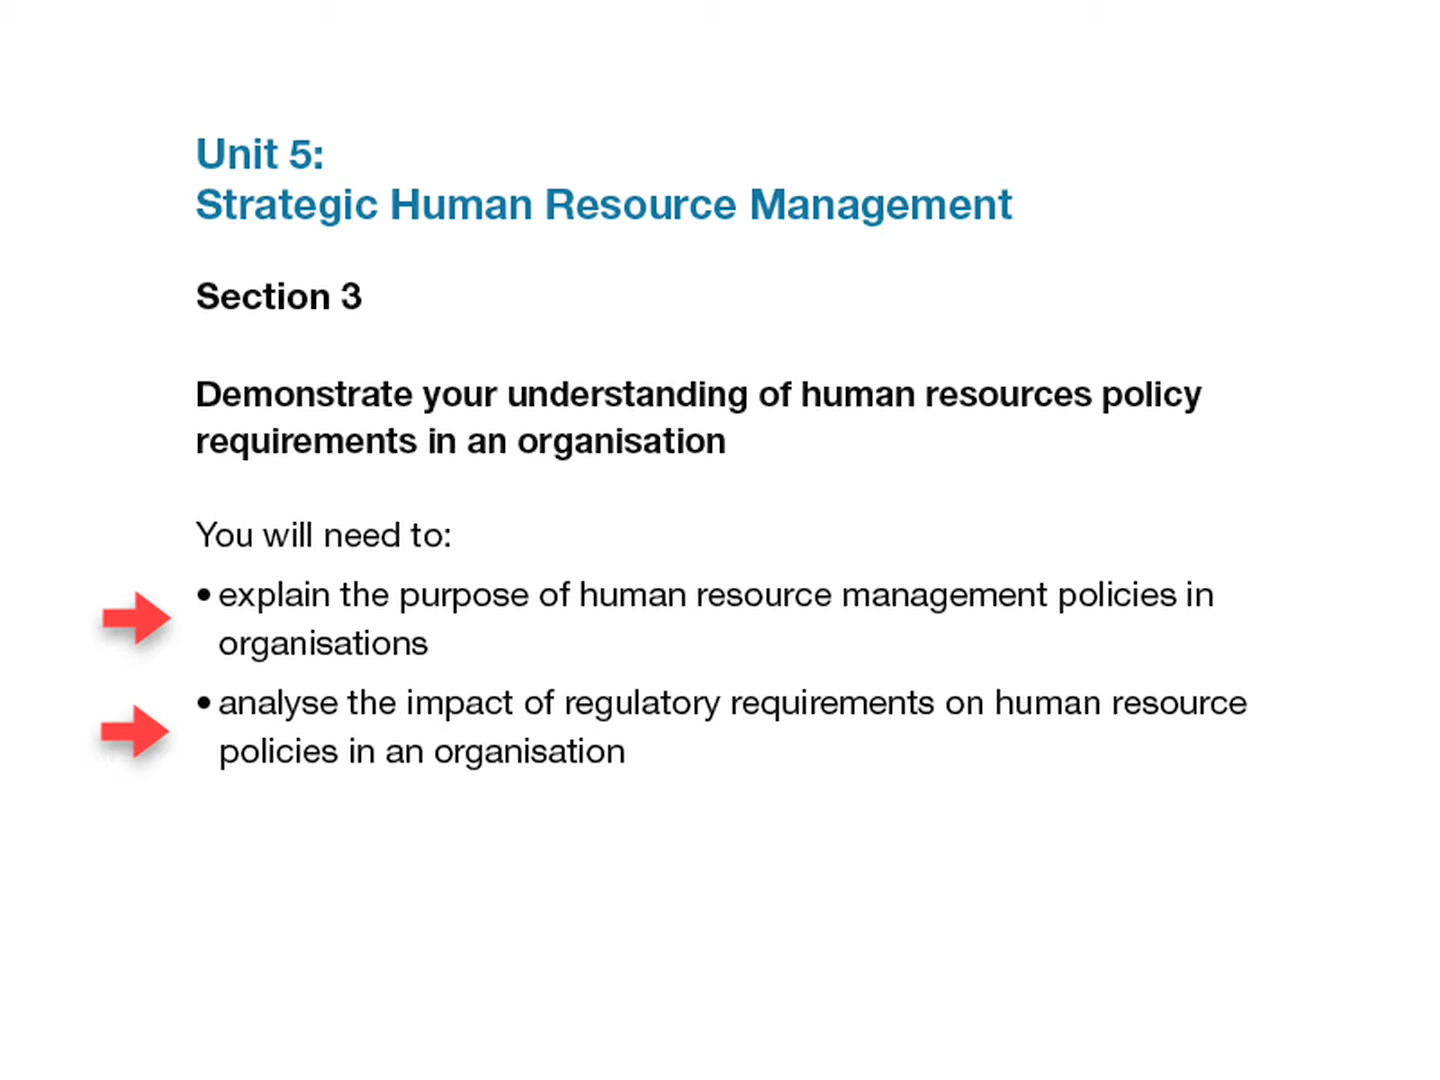 Unit 5:
Strategic Human Resource Management
Section 3
Demonstrate your understanding of human resources policy
requirements in an organisation
You will need to:
• explain the purpose of human resource management policies in
organisations
• analyse the impact of regulatory requirements on human resource
policies in an organisation